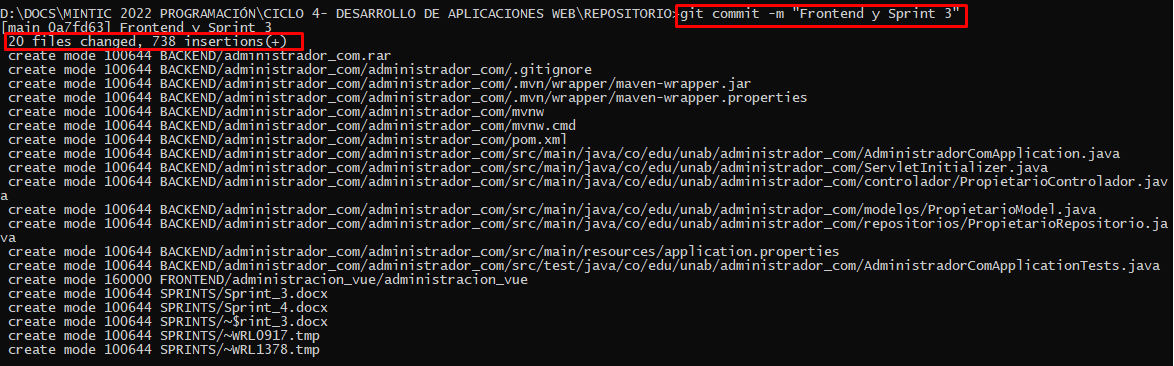 D:\DOCS\MINTIC 2022 PROGRAMACIÓN\CICLO 4- DESARROLLO DE APLICACIONES WEB\REPOSITORIO>git commit -m "Frontend y Sprint 3"
[main 0a7fd63] Frontend y Sprint 3
20 files changed, 738 insertions(+)
create mode 100644 BACKEND/administrador_com.rar
create mode 100644 BACKEND/administrador_com/administrador_com/.gitignore
create mode 100644 BACKEND/administrador_com/administrador_com/.mvn/wrapper/maven-wrapper.jar
create mode 100644 BACKEND/administrador_com/administrador_com/.mvn/wrapper/maven-wrapper.properties
create mode 100644 BACKEND/administrador_com/administrador_com/mvnw
create mode 100644 BACKEND/administrador_com/administrador_com/mvnw.cmd
create mode 100644 BACKEND/administrador_com/administrador_com/pom.xml
create mode 100644 BACKEND/administrador_com/administrador_com/src/main/java/co/edu/unab/administrador_com/AdministradorComApplication.java
create mode 100644 BACKEND/administrador_com/administrador_com/src/main/java/co/edu/unab/administrador_com/ServletInitializer.java
create mode 100644 BACKEND/administrador_com/administrador_com/src/main/java/co/edu/unab/administrador_com/controlador/PropietarioControlador.jav
a
create mode 100644 BACKEND/administrador_com/administrador_com/src/main/java/co/edu/unab/administrador_com/modelos/PropietarioModel.java
create mode 100644 BACKEND/administrador_com/administrador_com/src/main/java/co/edu/unab/administrador_com/repositorios/PropietarioRepositorio.ja
va
create mode 100644 BACKEND/administrador_com/administrador_com/src/main/resources/application.properties
create mode 100644 BACKEND/administrador_com/administrador_com/src/test/java/co/edu/unab/administrador_com/AdministradorComApplicationTests.java
create mode 160000 FRONTEND/administracion_vue/administracion_vue
create mode 100644 SPRINTS/Sprint_3.docx
create mode 100644 SPRINTS/Sprint_4.docx
create mode 100644 SPRINTS/~$rint_3.docx
create mode 100644 SPRINTS/~WRL0917.tmp
create mode 100644 SPRINTS/~WRL1378.tmp